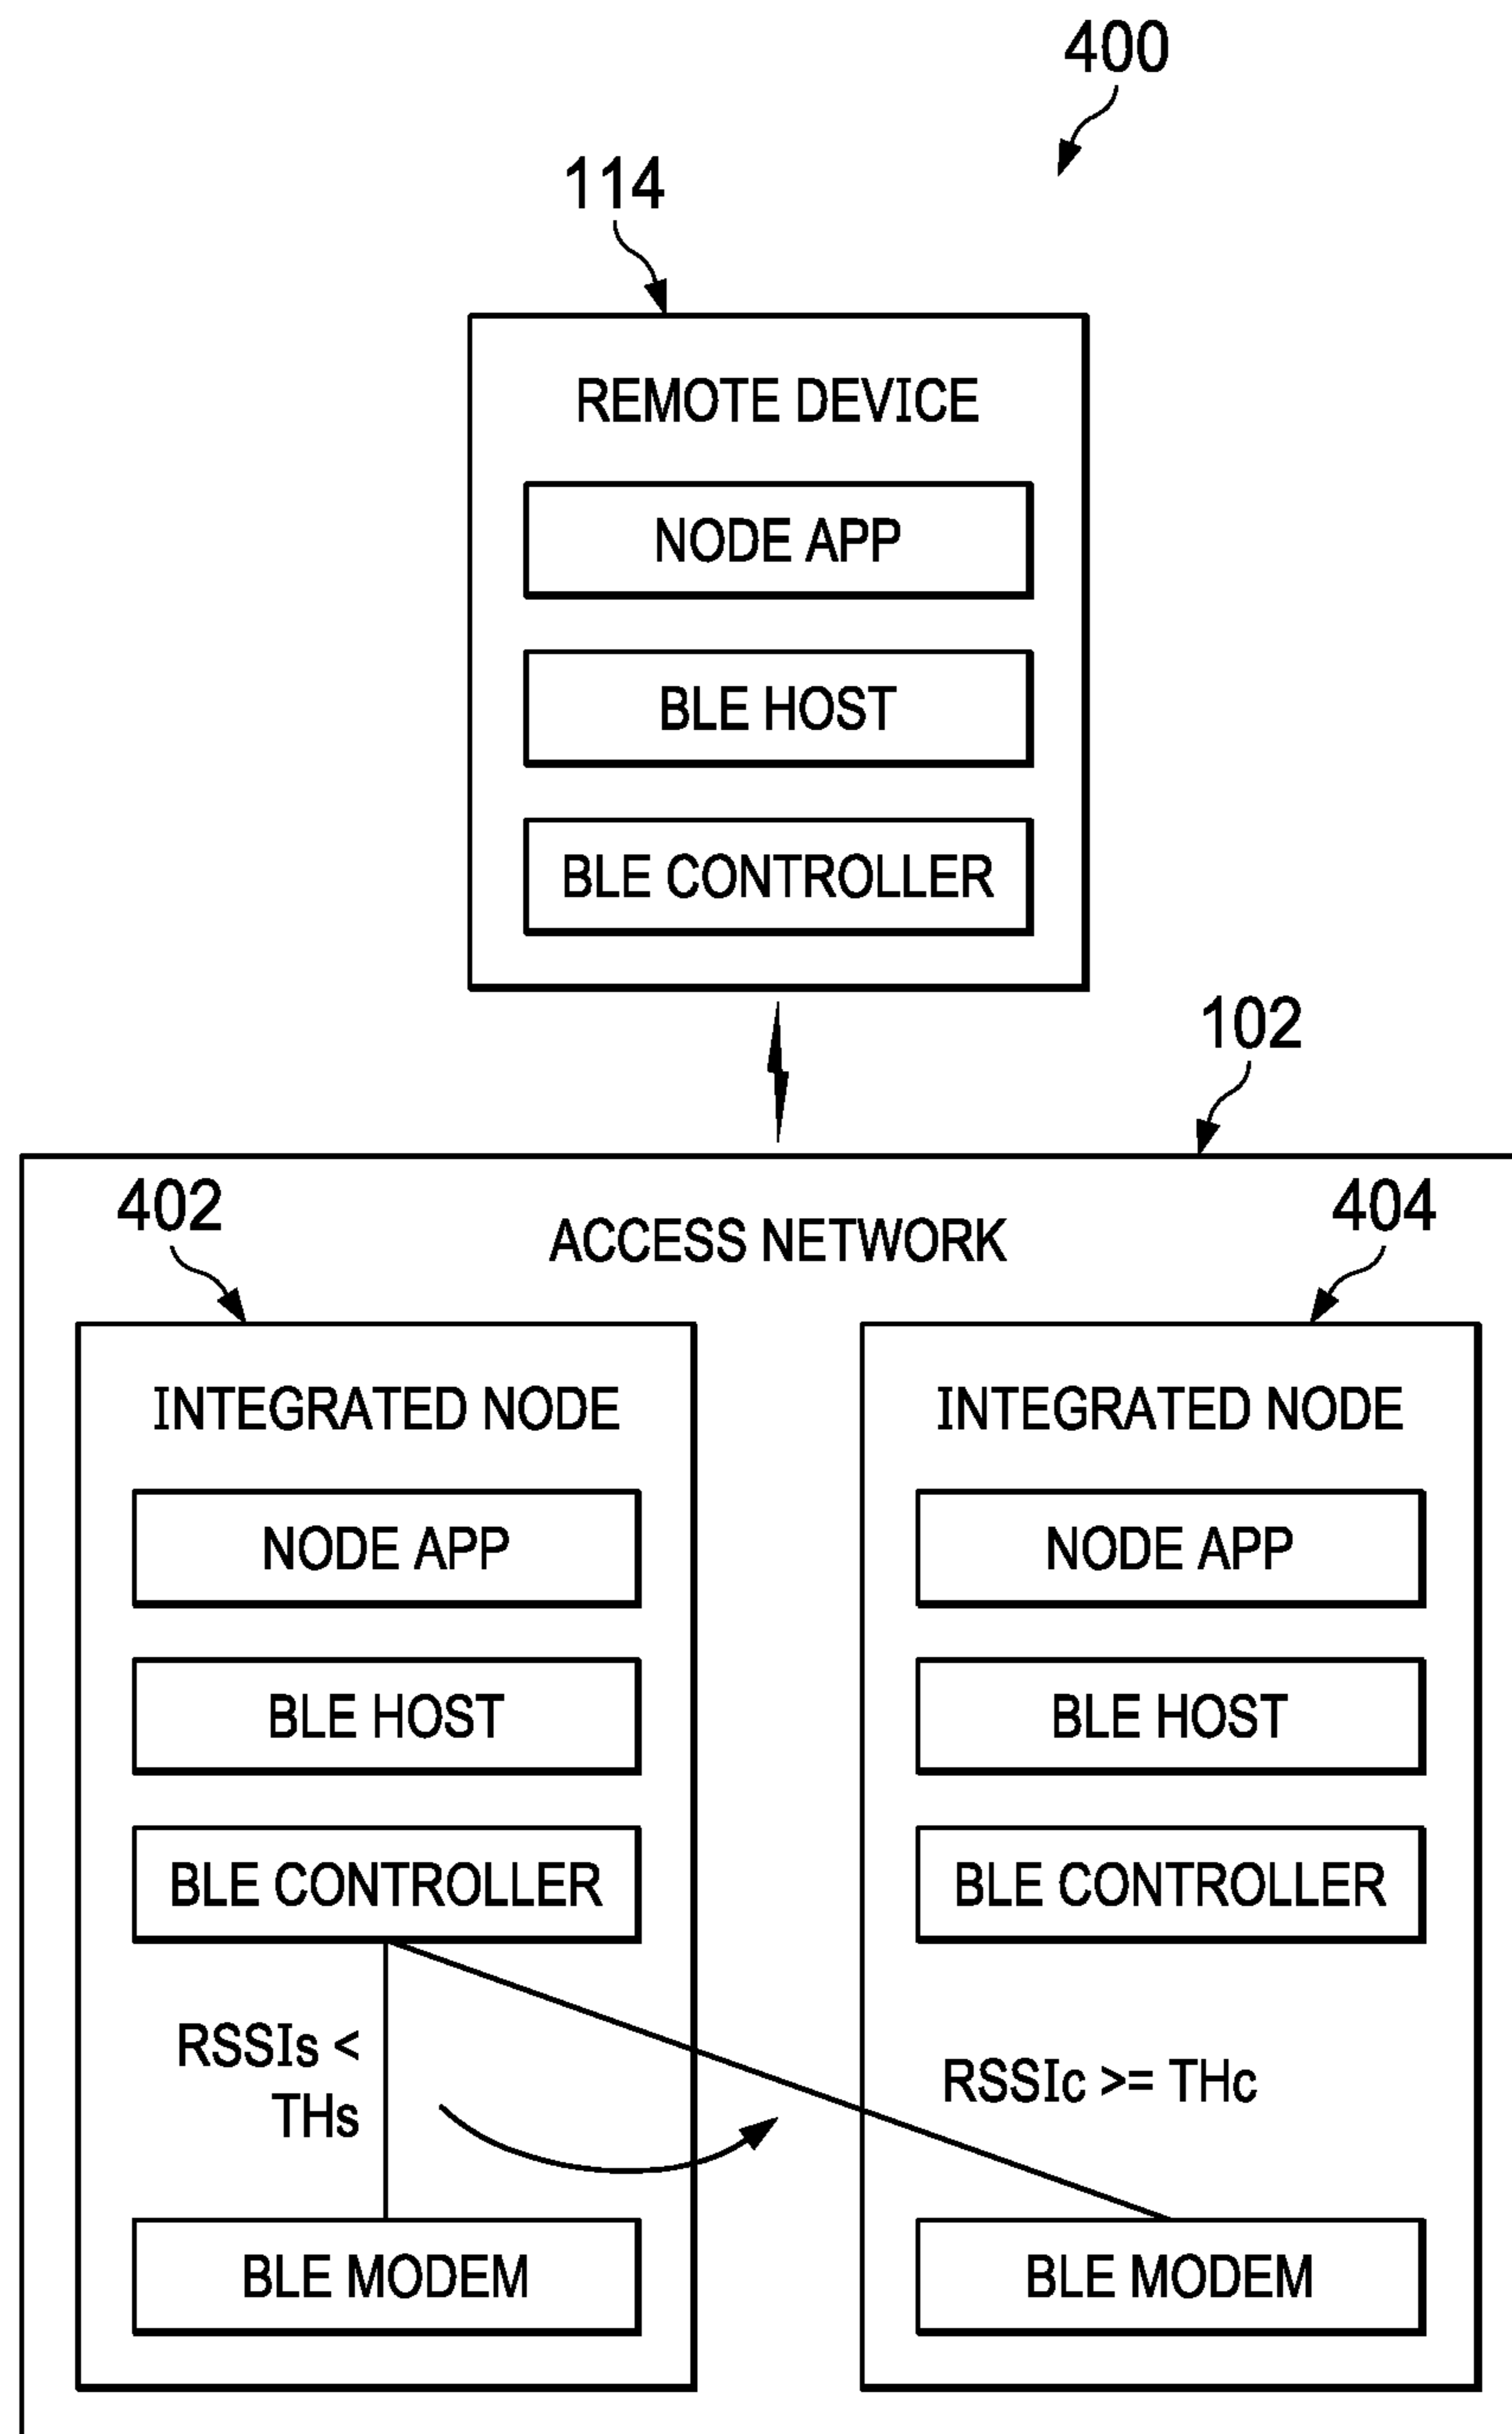 400
114
REMOTE DEVICE
NODE APP
BLE HOST
BLE CONTROLLER
102
402
ACCESS NETWORK
404
INTEGRATED NODE
NODE APP
BLE HOST
BLE CONTROLLER
RSSIs <
THs
BLE MODEM
INTEGRATED NODE
NODE APP
BLE HOST
BLE CONTROLLER
RSSIc >= THc
BLE MODEM